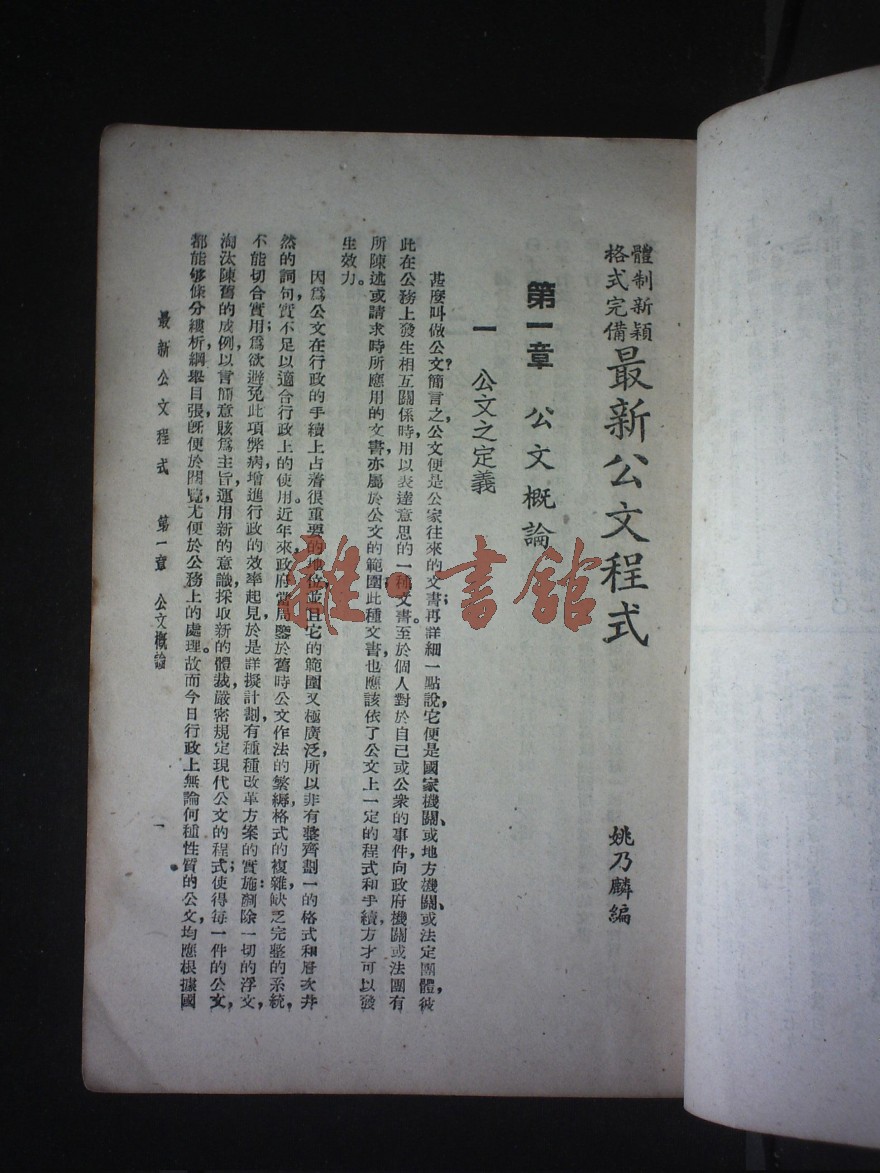 體制新穎
格式完備
最新公文程式
姚乃麟編
第一章 公文概論
一 公文之定義
甚麼叫做公文?簡言之,公文便是公家往來的文書,再詳細一點說,它便是國家機關、或地方機關、或法定團體,彼
此在公務上發生相互關係時,用以表達意思的一種文書。至於個人對於自己或公衆的事件,向政府機關或法團有
所陳述或請求時所應用的文書,亦屬於公文的範圍;此種文書也應該依了公文上一定的程式和手續,方才可以發
生效力。
因爲公文在行政的手續上占着很重要的地位,並且它的範圍又極廣泛,所以非有整齊劃一的格式和層次井
然的詞句,實不足以適合行政上的使用。近年來,政府當局鑒於舊時公文作法的繁縟,格式的複雜,缺乏完整的系統,
不能切合實用,爲欲避免此項弊病,增進行政的效率起見,於是詳擬計劃,有種種改革方案的實施:剷除一切的浮文,
淘汰陳舊的成例,以言簡意賅爲主旨,運用新的意識,採取新的體裁,嚴密規定現代公文的程式;使得每一件的公文,
都能够條分縷析,綱舉目張,旣便於閱覽,尤便於公務上的處理。故而今日行政上無論何種性質的公文,均應根據國
最新公文程式 第一章 公文概論
一
雜·書館